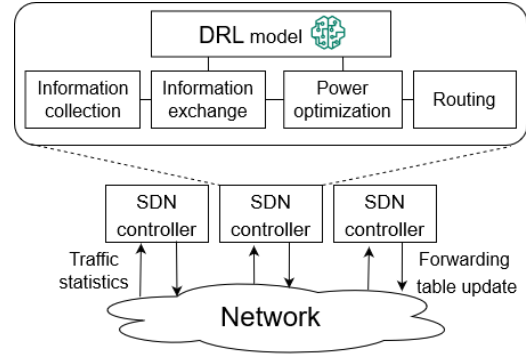 DRL model
Information
collection
Information
exchange
Power
optimization
Routing
SDN
controller
SDN
controller
SDN
controller
Traffic
statistics
Forwarding
table update
Network